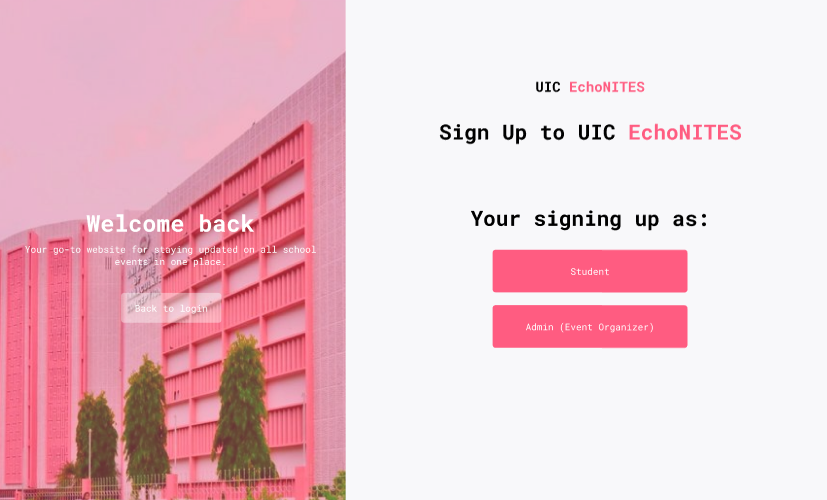 UIC EchoNITES
Sign Up to UIC EchoNITES
Your signing up as:
Student
Admin (Event Organizer)
Welcome back
Your go-to website for staying updated on all school
events in one place.
Back to login